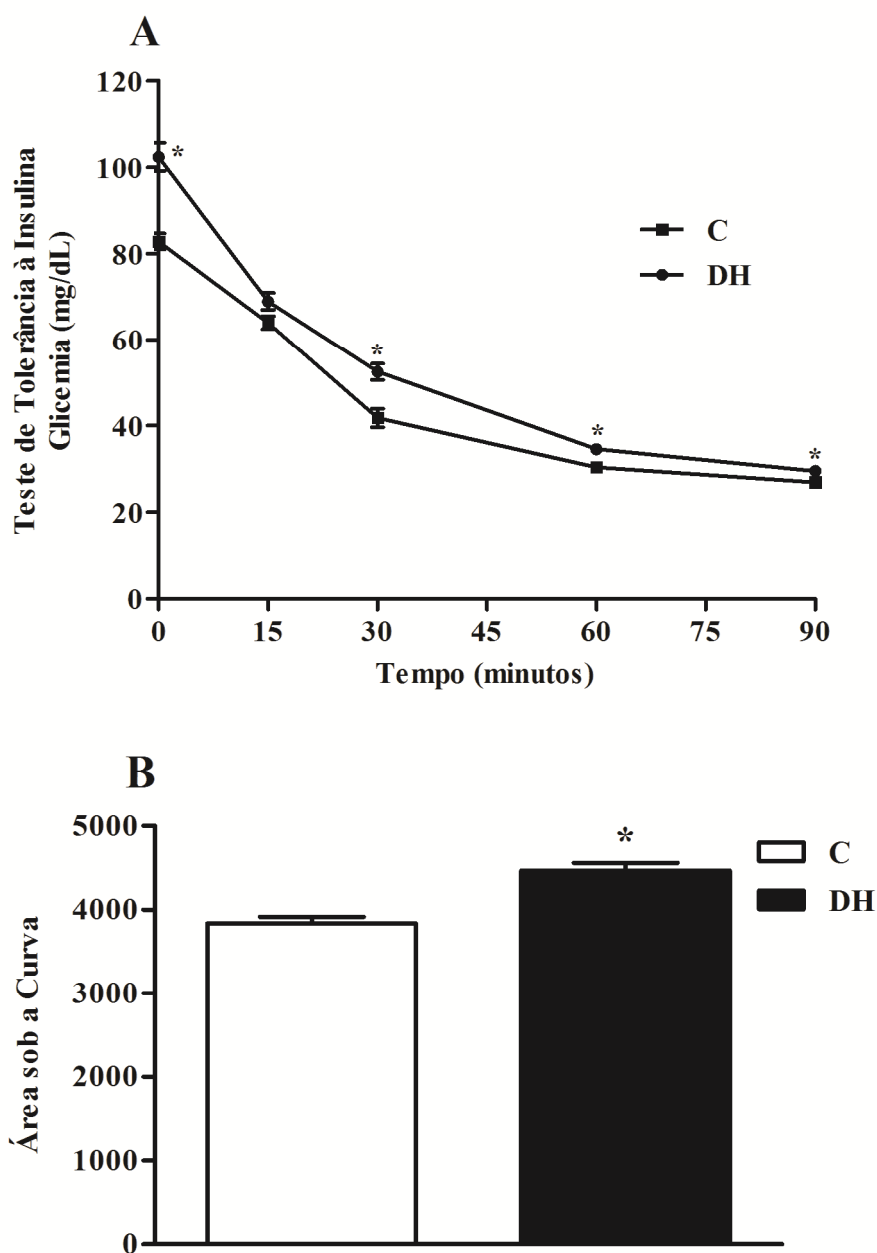 A
Teste de Tolerância à Insulina
Glicemia (mg/dL)
120
100
80
60
40
20
0
*
*
*
*
C
DH
0 15 30 45 60 75 90
Tempo (minutos)
B
Área sob a Curva
5000
4000
3000
2000
1000
0
*
C
DH